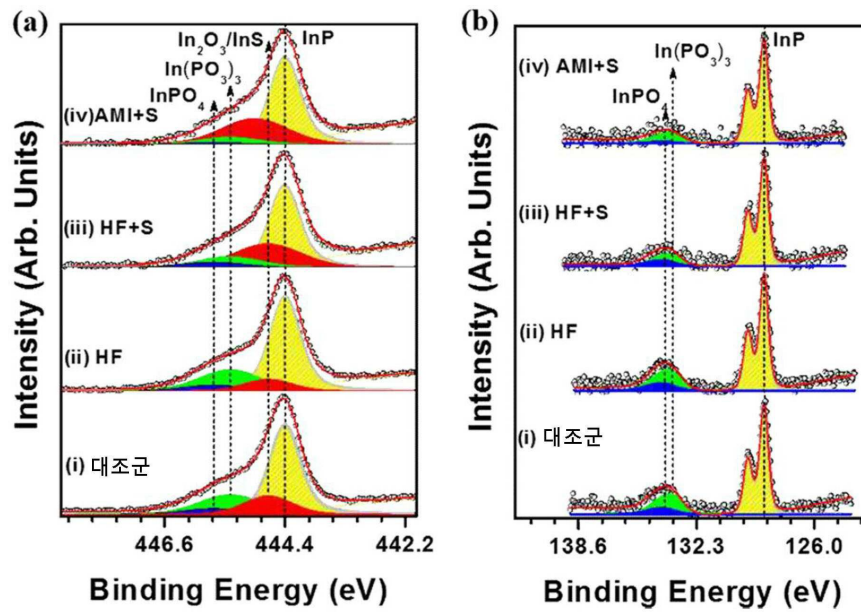 (a)
In₂O₃/InS
InP
In(PO₃)₃
InPO₄
(iv)AMI+S
(iii) HF+S
(ii) HF
(i) 대조군
Intensity (Arb. Units)
446.6 444.4 442.2
Binding Energy (eV)
(b)
InP
In(PO₃)₃
(iv) AMI+S
InPO₄
(iii) HF+S
(ii) HF
(i) 대조군
Intensity (Arb. Units)
138.6 132.3 126.0
Binding Energy (eV)